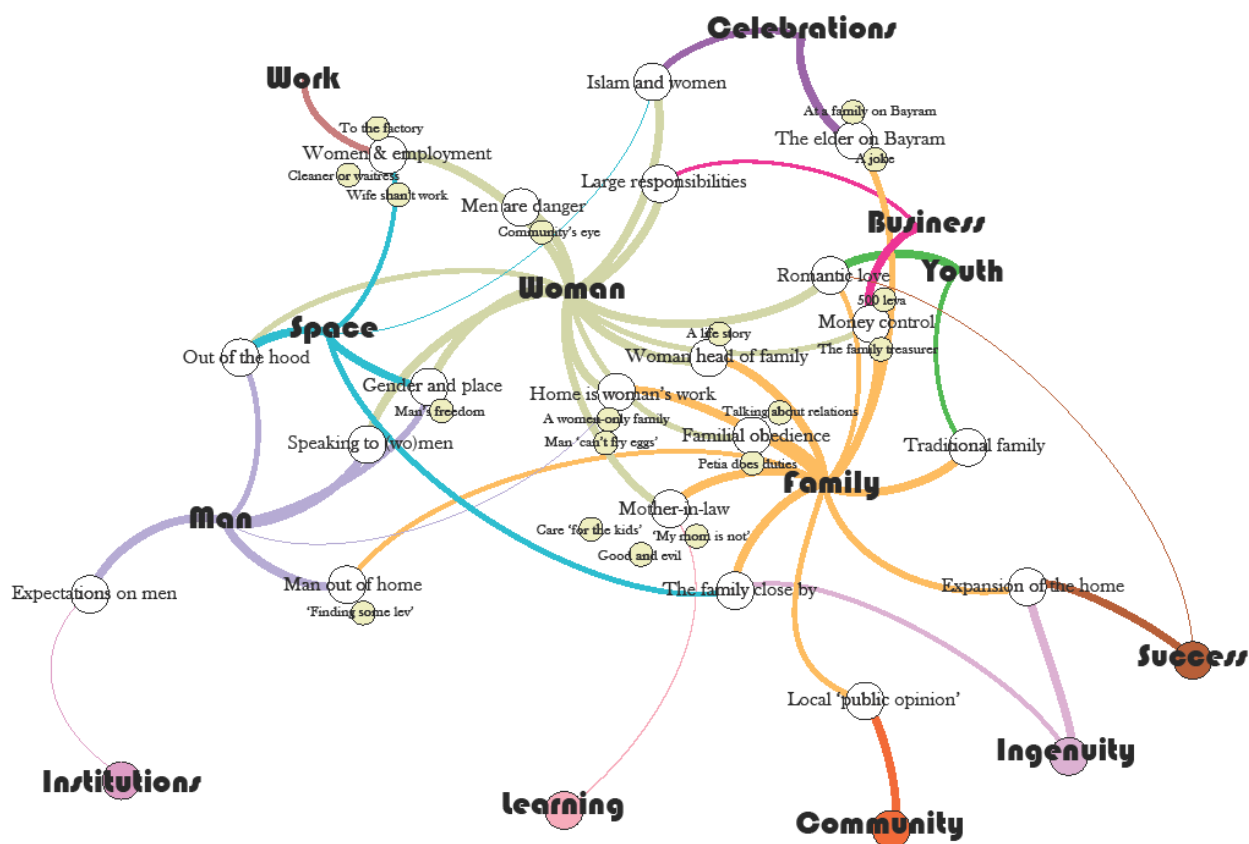 Celebrations
Work
Islam and women
At a family on Bayram
To the factory
The elder on Bayram
Women & employment
A joke
Cleaner or waitress
Large responsibilities
Wife shan't work
Men are danger
Community's eye
Business
Youth
Romantic love
Woman
500 leva
Space
Money control
A life story
Out of the hood
Woman head of family
The family treasurer
Gender and place
Home is woman's work
Man's freedom
Talking about relations
A women-only family
Speaking to (wo)men
Man 'can't fry eggs'
Familial obedience
Traditional family
Petia does duties
Family
Mother-in-law
Man
Care 'for the kids'
'My mom is not'
Good and evil
Expectations on men
Man out of home
The family close by
Expansion of the home
'Finding some lev'
Success
Local 'public opinion'
Ingenuity
Institutions
Learning
Community